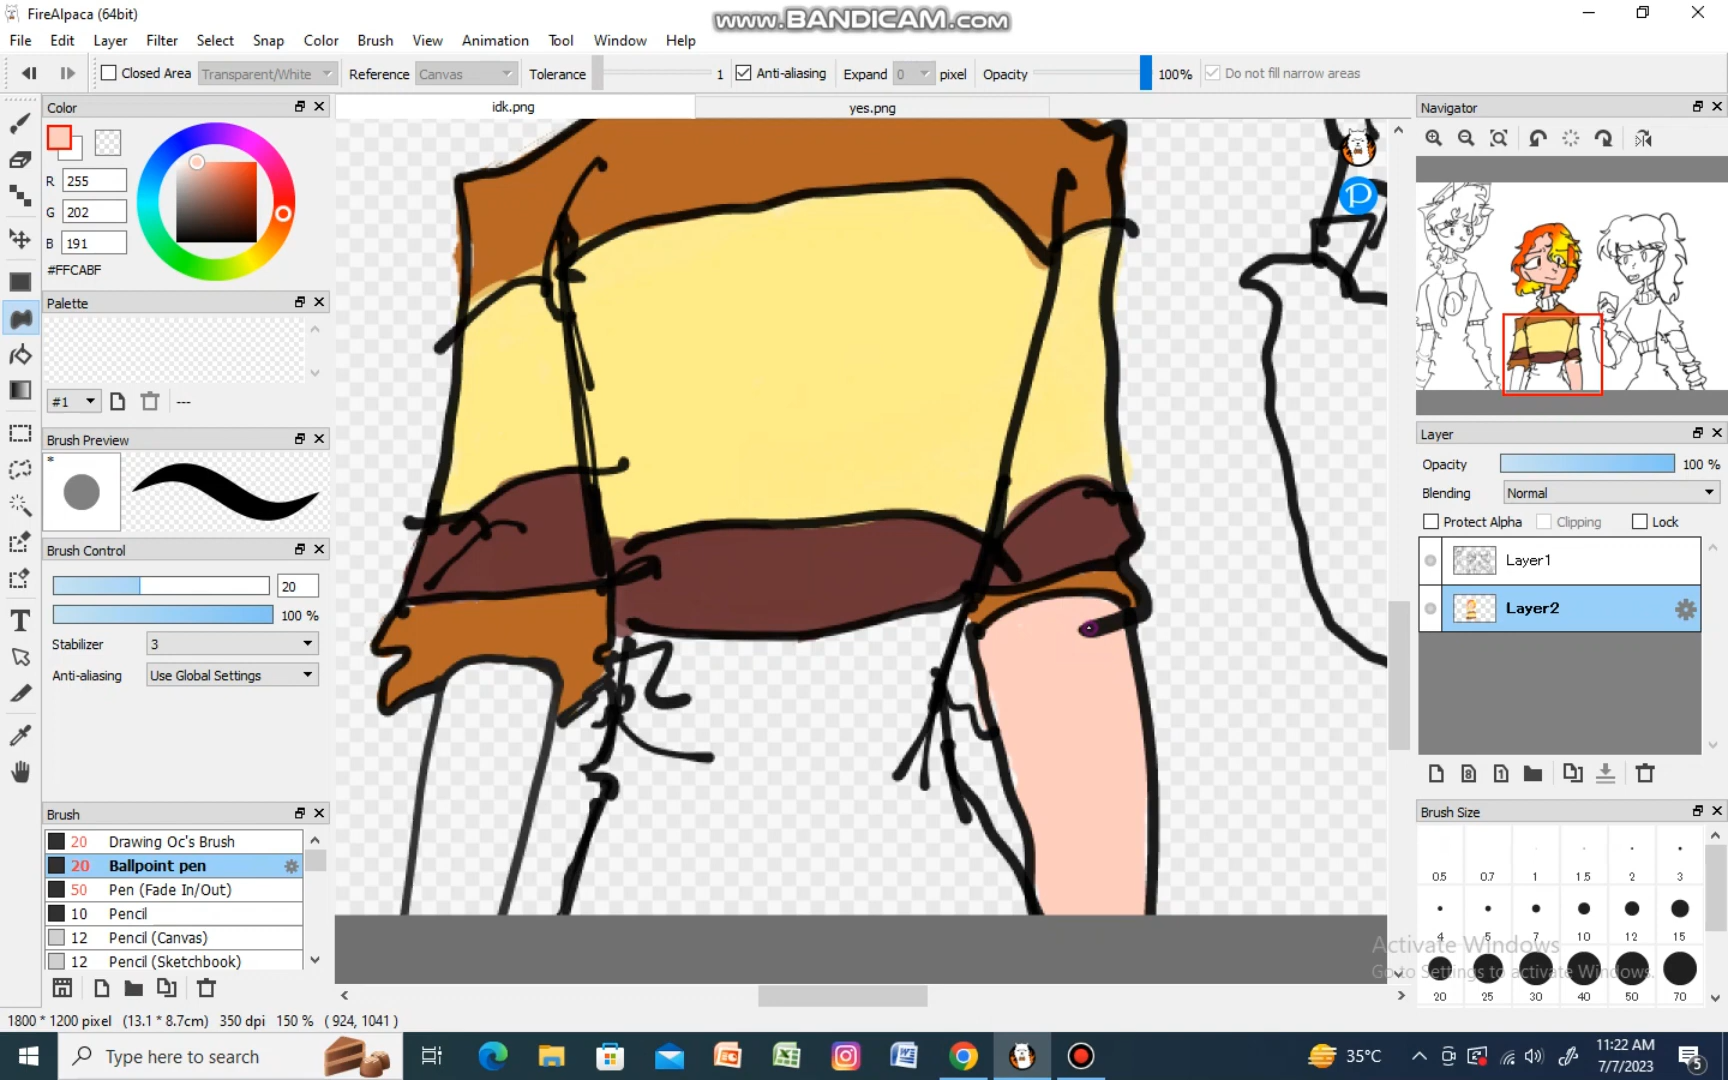 FireAlpaca (64bit)
www.BANDICAM.com
File Edit Layer Filter Select Snap Color Brush View Animation Tool Window Help
Closed Area Transparent/White Reference Canvas Tolerance 1 Anti-aliasing Expand 0 pixel Opacity 100% Do not fill narrow areas
Color
idk.png yes.png
Navigator
R 255
G 202
B 191
#FFCABF
P
Palette
#1 ---
Layer
Brush Preview
*
Opacity 100 %
Blending Normal
Protect Alpha Clipping Lock
Brush Control
20
100 %
Stabilizer 3
Anti-aliasing Use Global Settings
Layer1
Layer2
Brush
20 Drawing Oc's Brush
20 Ballpoint pen
50 Pen (Fade In/Out)
10 Pencil
12 Pencil (Canvas)
12 Pencil (Sketchbook)
Brush Size
0.5 0.7 1 1.5 2 3
4 5 7 10 12 15
20 25 30 40 50 70
Activate Windows
Go to Settings to activate Windows.
T
1800 * 1200 pixel (13.1 * 8.7cm) 350 dpi 150 % ( 924, 1041 )
Type here to search
35°C
11:22 AM
7/7/2023
5